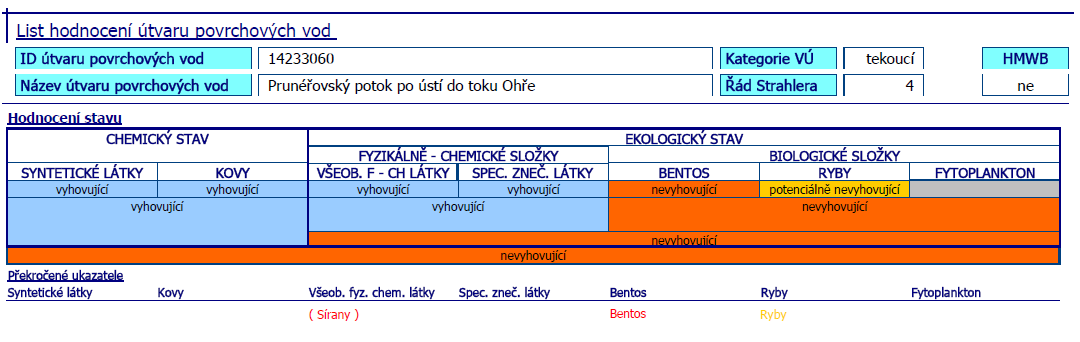 List hodnocení útvaru povrchových vod
ID útvaru povrchových vod 14233060 Kategorie VÚ tekoucí HMWB
Název útvaru povrchových vod Prunéřovský potok po ústí do toku Ohře Řád Strahlera 4 ne
Hodnocení stavu
CHEMICKÝ STAV EKOLOGICKÝ STAV
FYZIKÁLNĚ - CHEMICKÉ SLOŽKY BIOLOGICKÉ SLOŽKY
SYNTETICKÉ LÁTKY KOVY VŠEOB. F - CH LÁTKY SPEC. ZNEČ. LÁTKY BENTOS RYBY FYTOPLANKTON
vyhovující vyhovující vyhovující vyhovující nevyhovující potenciálně nevyhovující
vyhovující vyhovující nevyhovující
nevyhovující
nevyhovující
Překročené ukazatele
Syntetické látky Kovy Všeob. fyz. chem. látky Spec. zneč. látky Bentos Ryby Fytoplankton
( Sírany ) Bentos Ryby